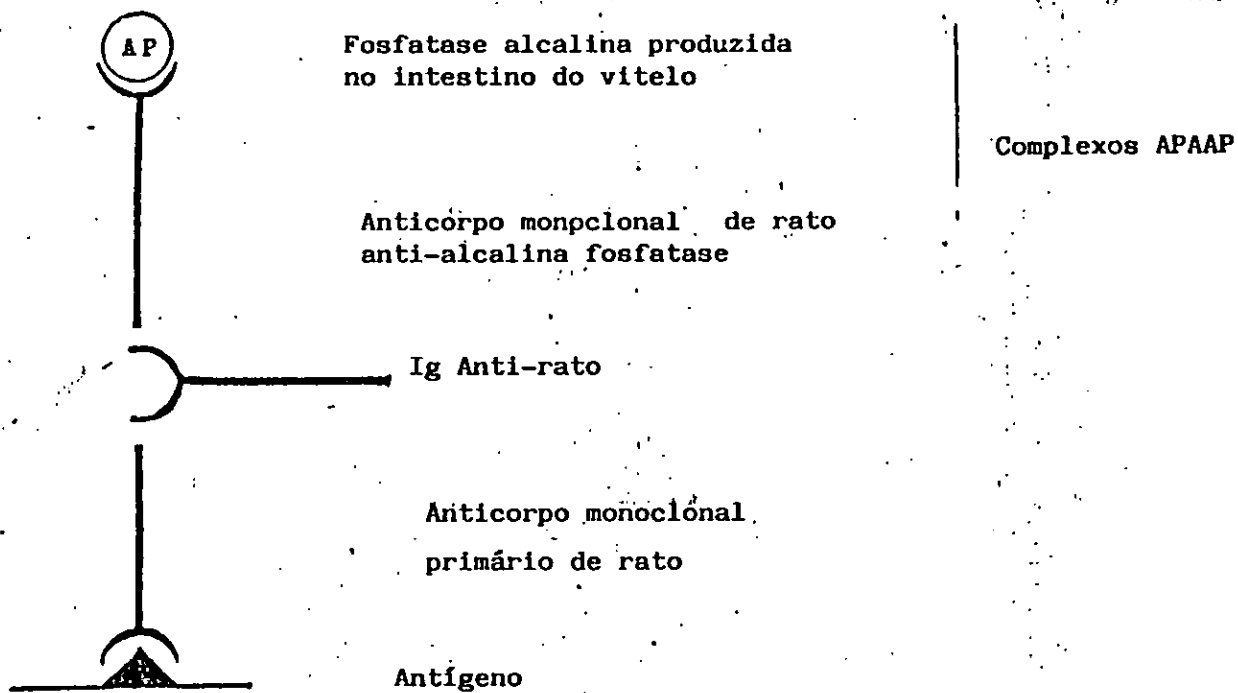 AP
Fosfatase alcalina produzida
no intestino do vitelo
Complexos APAAP
Anticorpo monoclonal de rato
anti-alcalina fosfatase
Ig Anti-rato
Anticorpo monoclonal
primário de rato
Antígeno